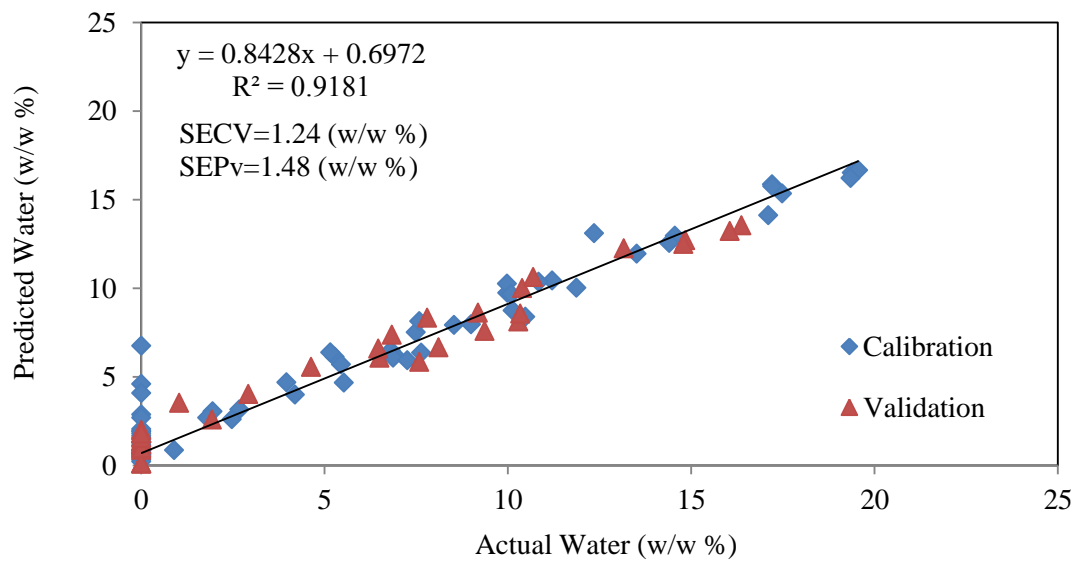 25
20
15
10
5
0
Predicted Water (w/w %)
y = 0.8428x + 0.6972
R² = 0.9181
SECV=1.24 (w/w %)
SEPv=1.48 (w/w %)
Calibration
Validation
0 5 10 15 20 25
Actual Water (w/w %)